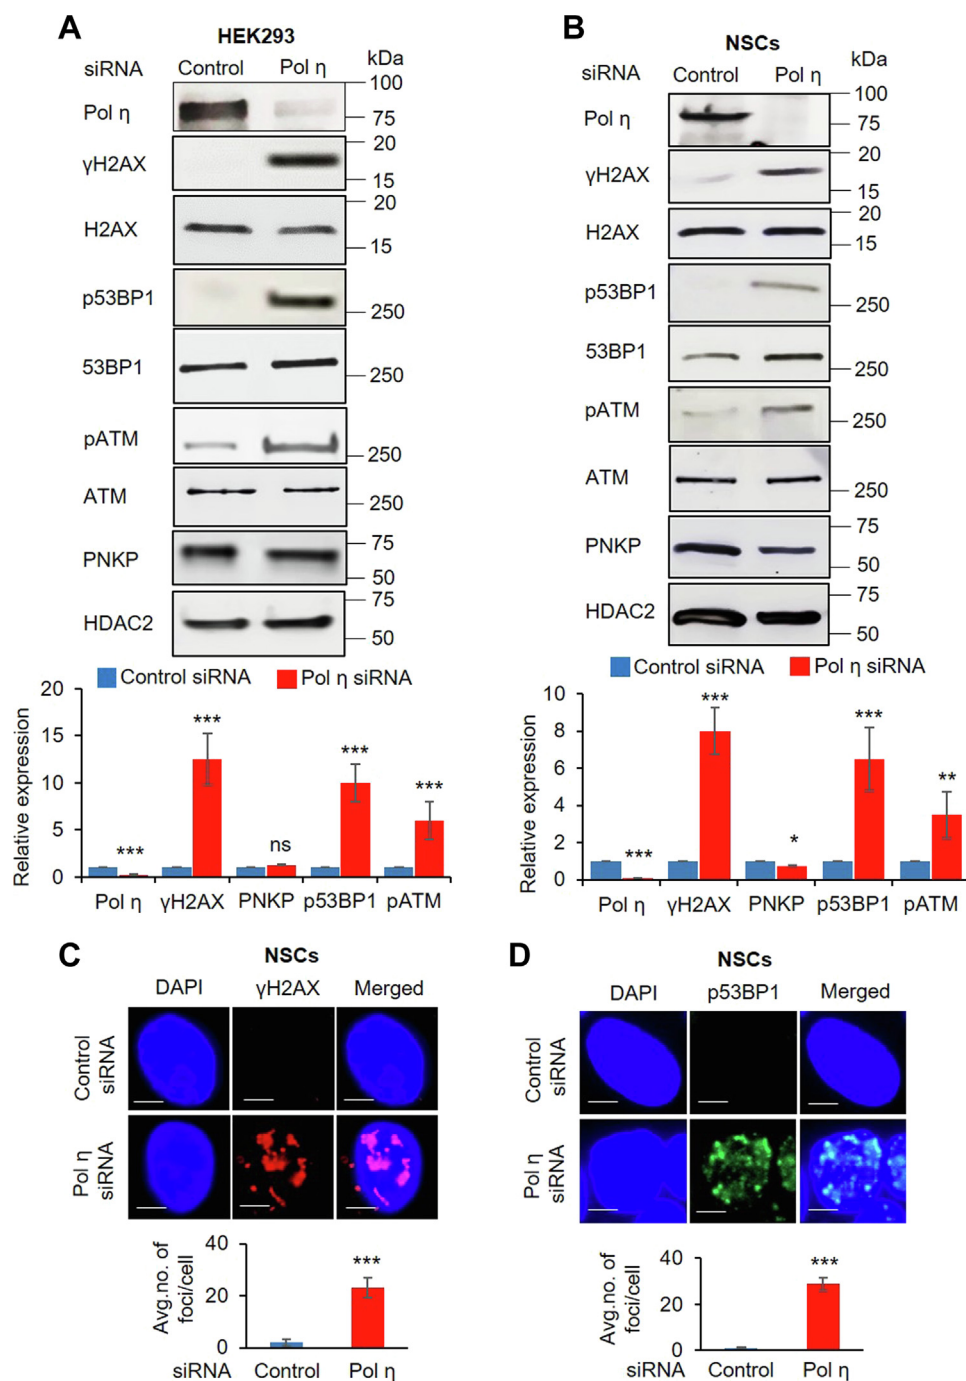 A
HEK293
siRNA Control Pol η kDa
Pol η 100 75
γH2AX 20 15
H2AX 20 15
p53BP1 250
53BP1 250
pATM 250
ATM 250
PNKP 75 50
HDAC2 75 50
Control siRNA Pol η siRNA
Relative expression
20
15
10
5
0
*** *** ns *** ***
Pol η γH2AX PNKP p53BP1 pATM
B
NSCs
siRNA Control Pol η kDa
Pol η 100 75
γH2AX 20 15
H2AX 20 15
p53BP1 250
53BP1 250
pATM 250
ATM 250
PNKP 75 50
HDAC2 75 50
Control siRNA Pol η siRNA
Relative expression
10
8
6
4
2
0
*** *** * *** **
Pol η γH2AX PNKP p53BP1 pATM
C
NSCs
DAPI γH2AX Merged
Control
siRNA
Pol η
siRNA
Avg.no. of
foci/cell
40
20
0
***
siRNA Control Pol η
D
NSCs
DAPI p53BP1 Merged
Control
siRNA
Pol η
siRNA
Avg.no. of
foci/cell
40
20
0
***
siRNA Control Pol η